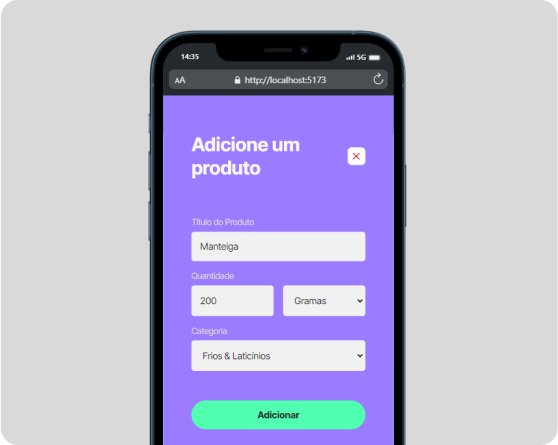 14:35
5G
AA
http://localhost:5173
Adicione um
produto
Título do Produto
Manteiga
Quantidade
200
Gramas
Categoria
Frios & Laticínios
Adicionar